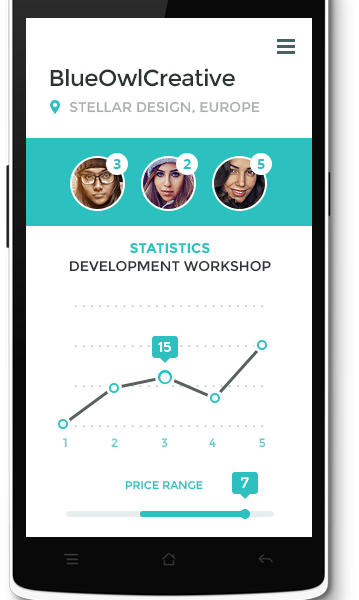 BlueOwlCreative
STELLAR DESIGN, EUROPE
3 2 5
STATISTICS
DEVELOPMENT WORKSHOP
15
1 2 3 4 5
PRICE RANGE 7